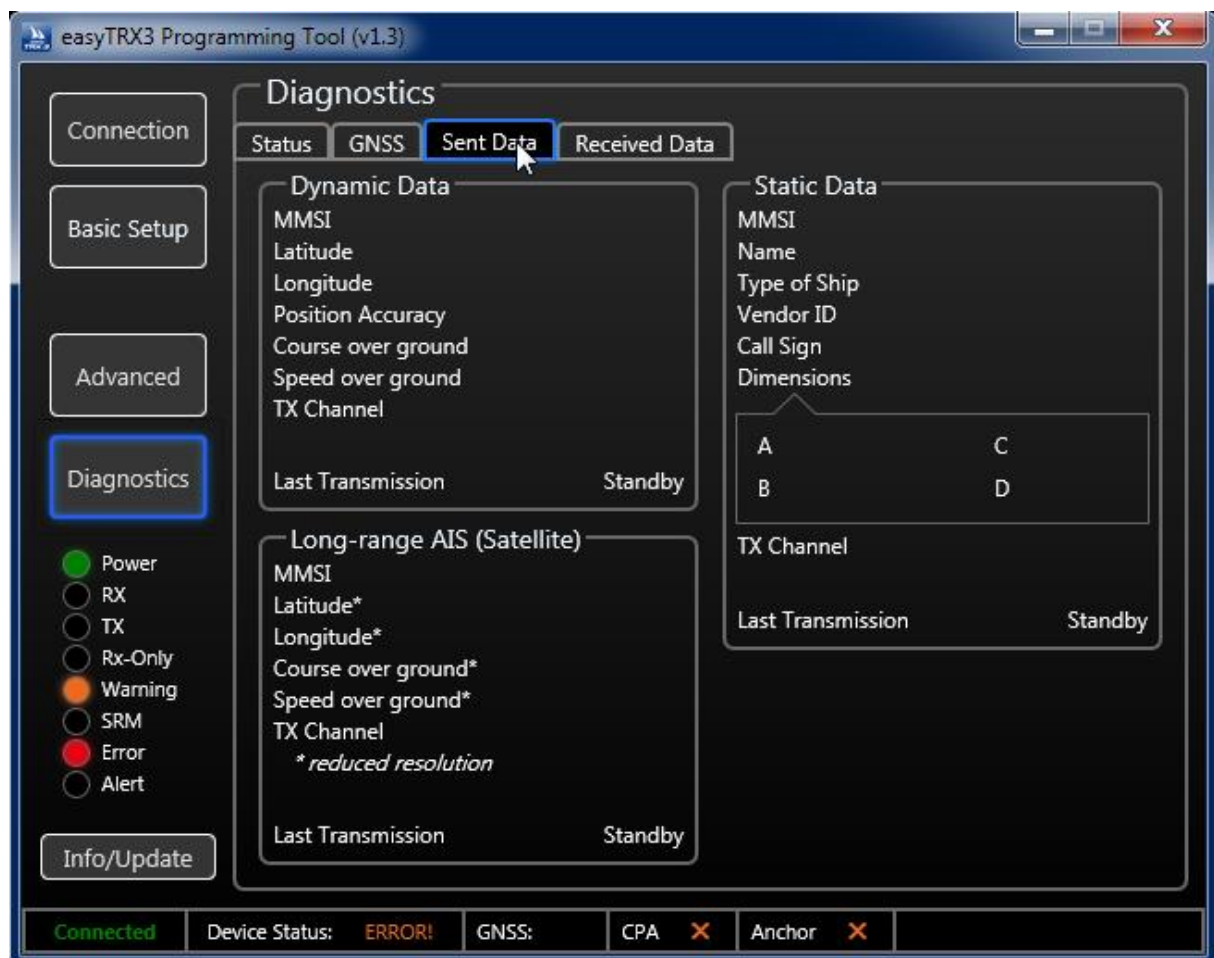 easyTRX3 Programming Tool (v1.3)
Connection
Basic Setup
Advanced
Diagnostics
Power
RX
TX
Rx-Only
Warning
SRM
Error
Alert
Info/Update
Diagnostics
Status GNSS Sent Data Received Data
Dynamic Data
MMSI
Latitude
Longitude
Position Accuracy
Course over ground
Speed over ground
TX Channel
Last Transmission Standby
Long-range AIS (Satellite)
MMSI
Latitude*
Longitude*
Course over ground*
Speed over ground*
TX Channel
* reduced resolution
Last Transmission Standby
Static Data
MMSI
Name
Type of Ship
Vendor ID
Call Sign
Dimensions
A C
B D
TX Channel
Last Transmission Standby
Connected Device Status: ERROR! GNSS: CPA Anchor